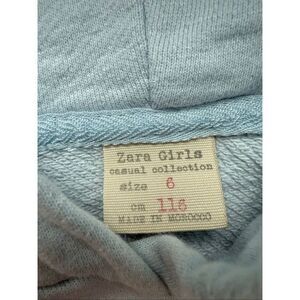 Zara Girls
casual collection
size 6
cm 116
MADE IN MOROCCO